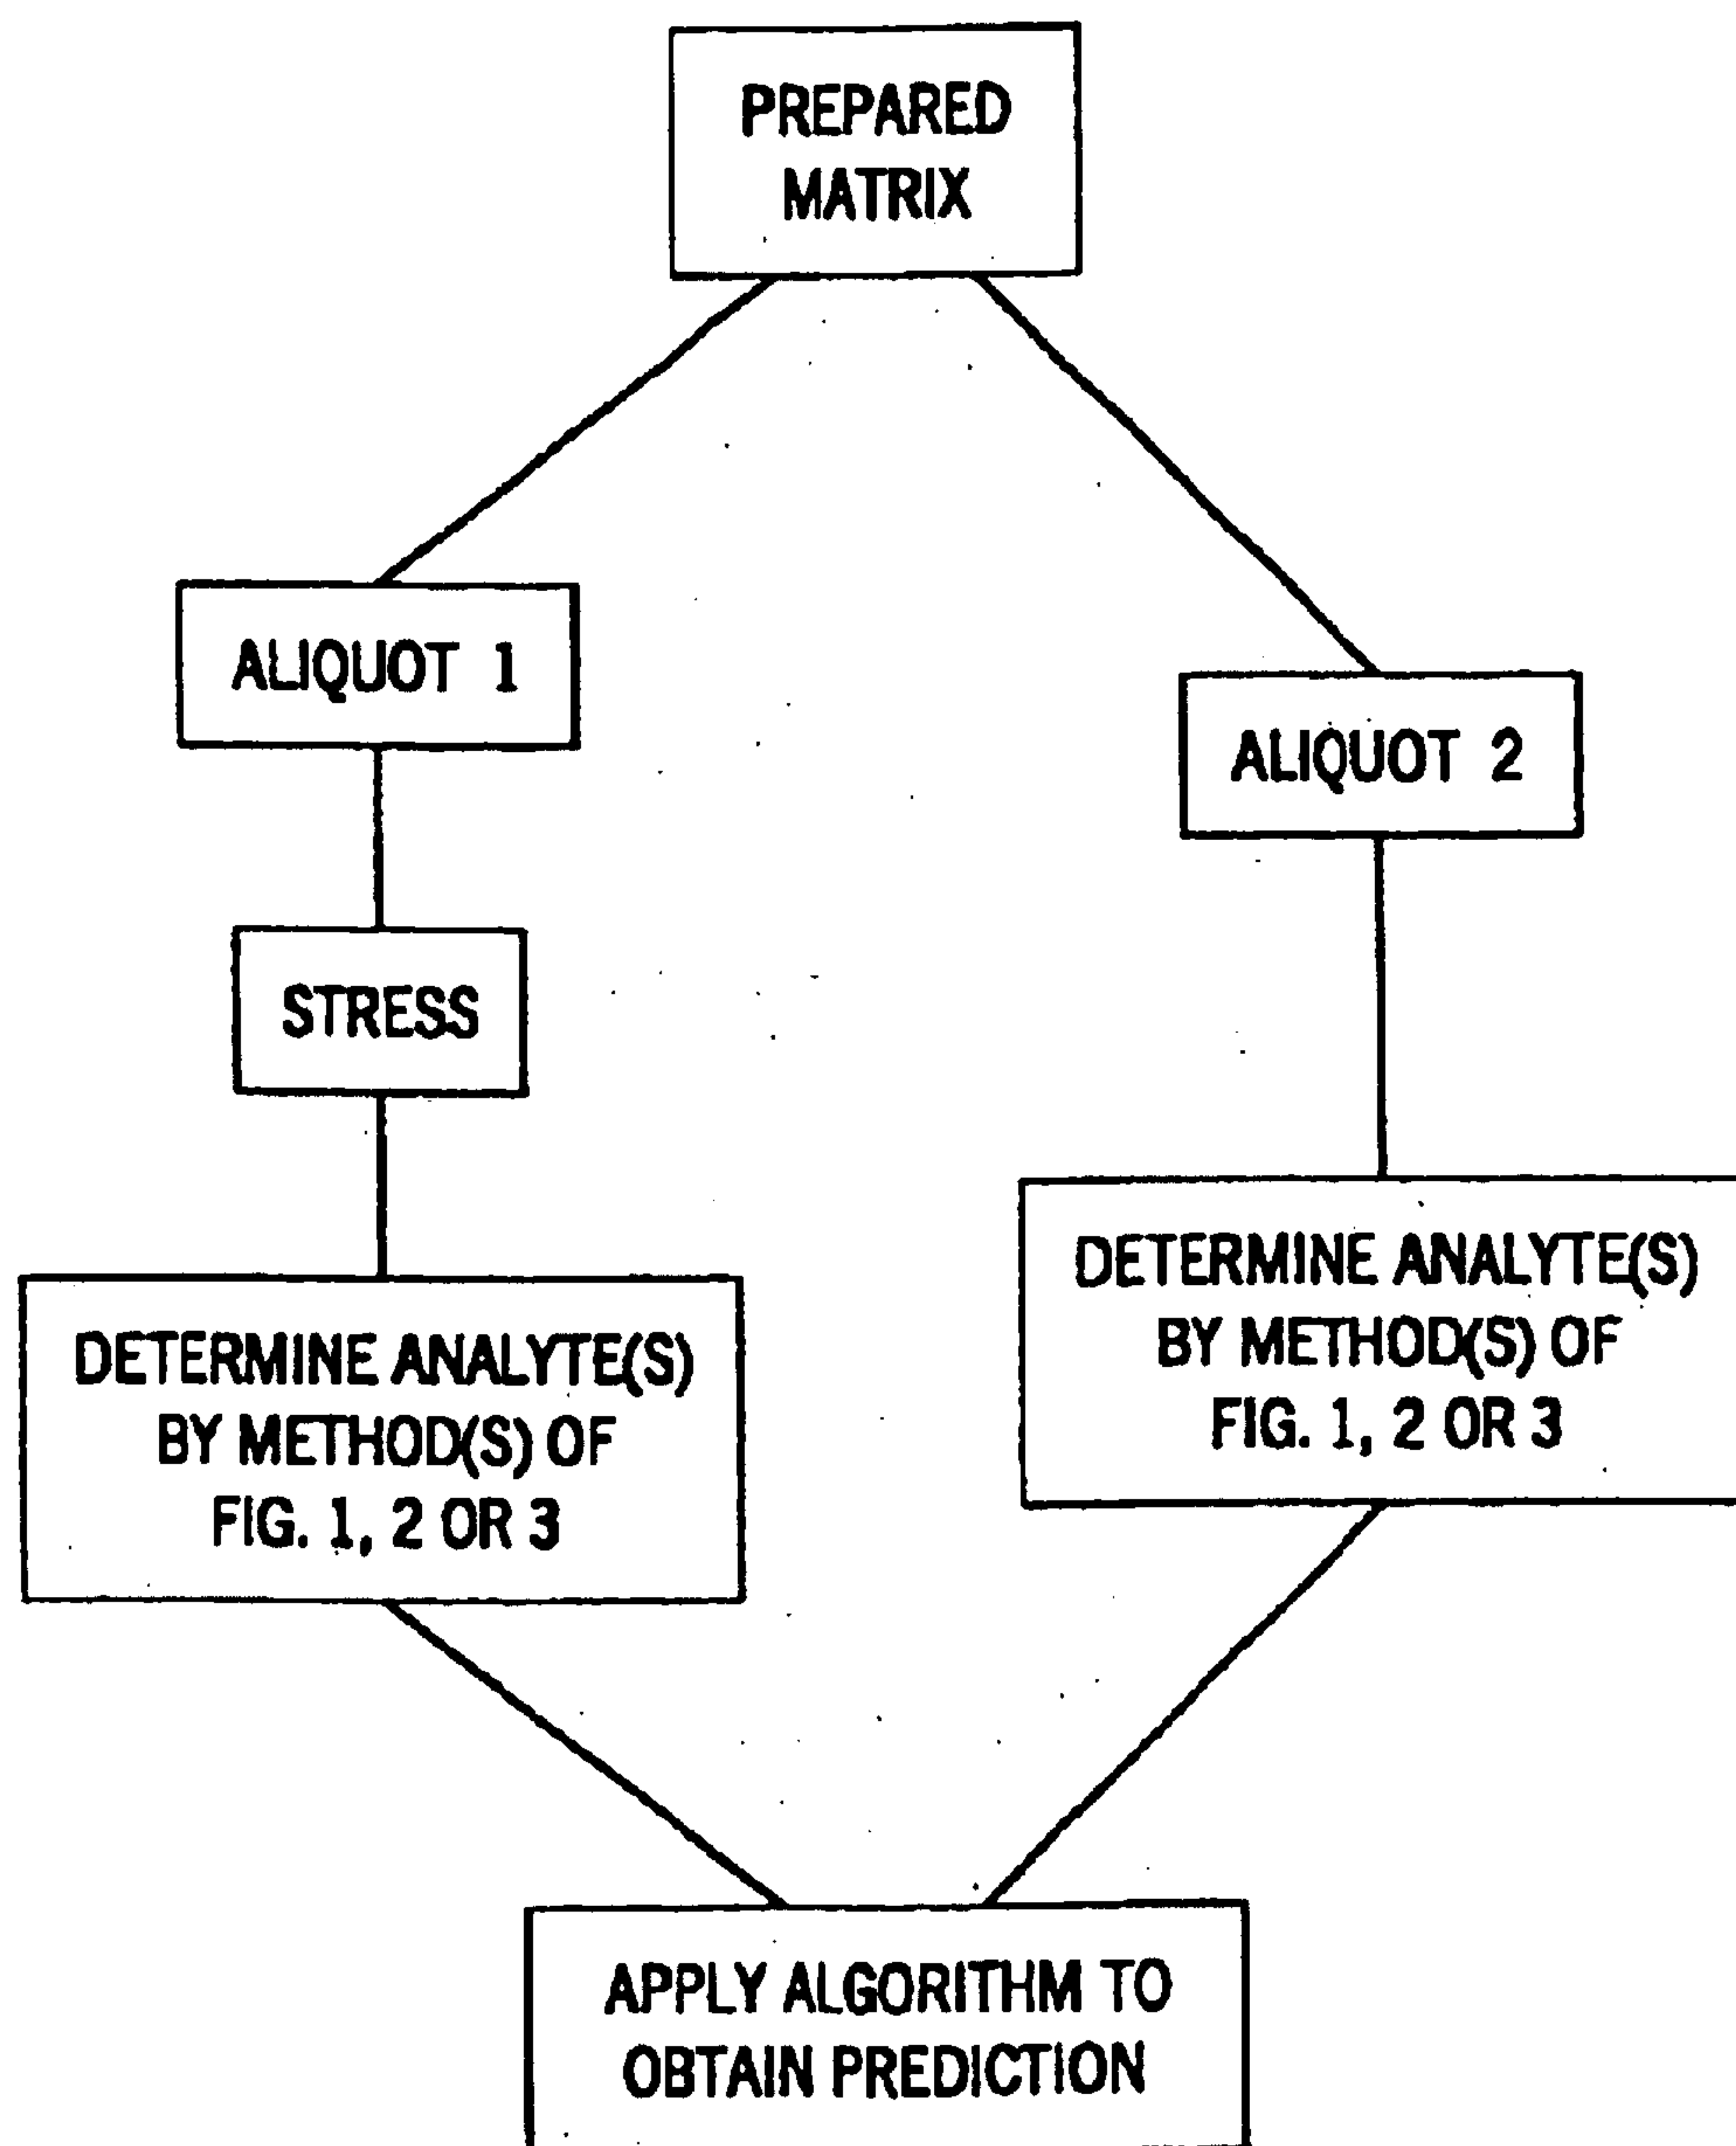 PREPARED
MATRIX
ALIQUOT 1
ALIQUOT 2
STRESS
DETERMINE ANALYTE(S)
BY METHOD(S) OF
FIG. 1, 2 OR 3
DETERMINE ANALYTE(S)
BY METHOD(S) OF
FIG. 1, 2 OR 3
APPLY ALGORITHM TO
OBTAIN PREDICTION